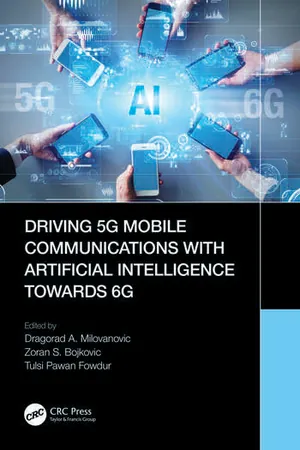 5G
AI
6G
DRIVING 5G MOBILE
COMMUNICATIONS WITH
ARTIFICIAL INTELLIGENCE
TOWARDS 6G
Edited by
Dragorad A. Milovanovic
Zoran S. Bojkovic
Tulsi Pawan Fowdur
CRC
CRC Press
Taylor & Francis Group